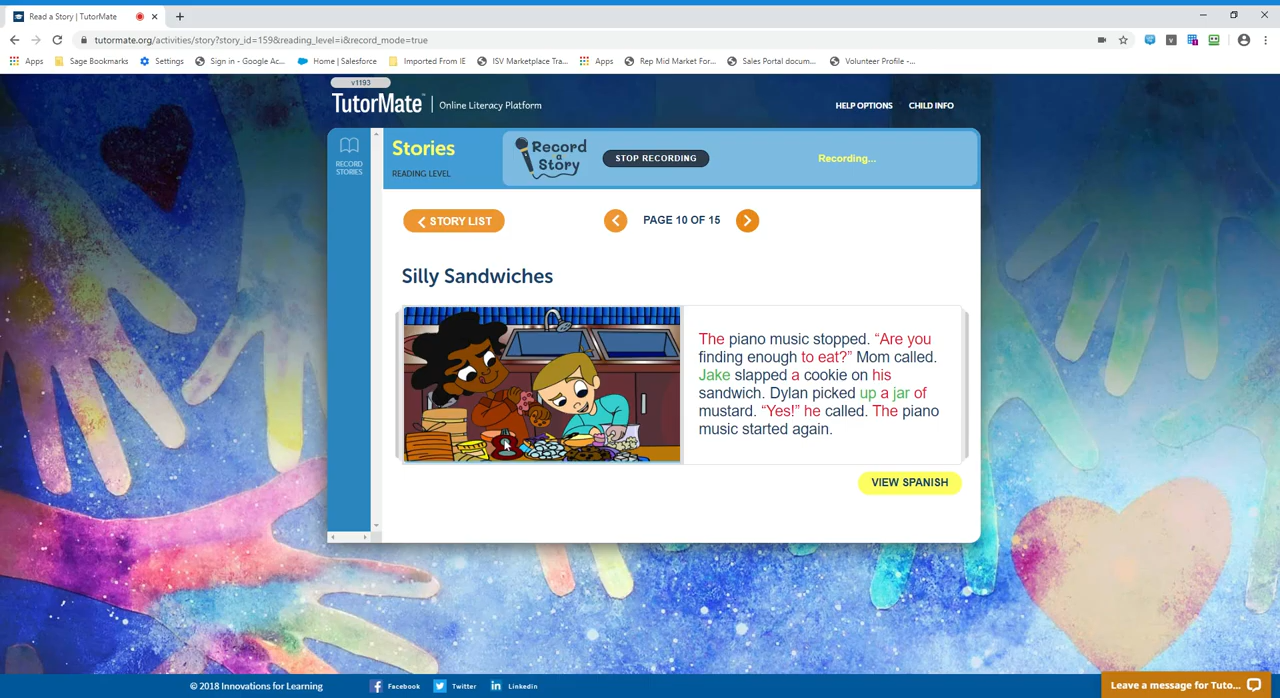 Read a Story | TutorMate
tutormate.org/activities/story?story_id=159&reading_level=i&record_mode=true
Apps Sage Bookmarks Settings Sign in - Google Ac... Home | Salesforce Imported From IE ISV Marketplace Tra... Apps Rep Mid Market For... Sales Portal docum... Volunteer Profile -...
v1193
TutorMate | Online Literacy Platform
HELP OPTIONS CHILD INFO
RECORD STORIES
Stories
READING LEVEL
Record a Story
STOP RECORDING
Recording...
STORY LIST
PAGE 10 OF 15
Silly Sandwiches
The piano music stopped. “Are you
finding enough to eat?” Mom called.
Jake slapped a cookie on his
sandwich. Dylan picked up a jar of
mustard. “Yes!” he called. The piano
music started again.
VIEW SPANISH
© 2018 Innovations for Learning
Facebook Twitter Linkedin
Leave a message for Tuto...